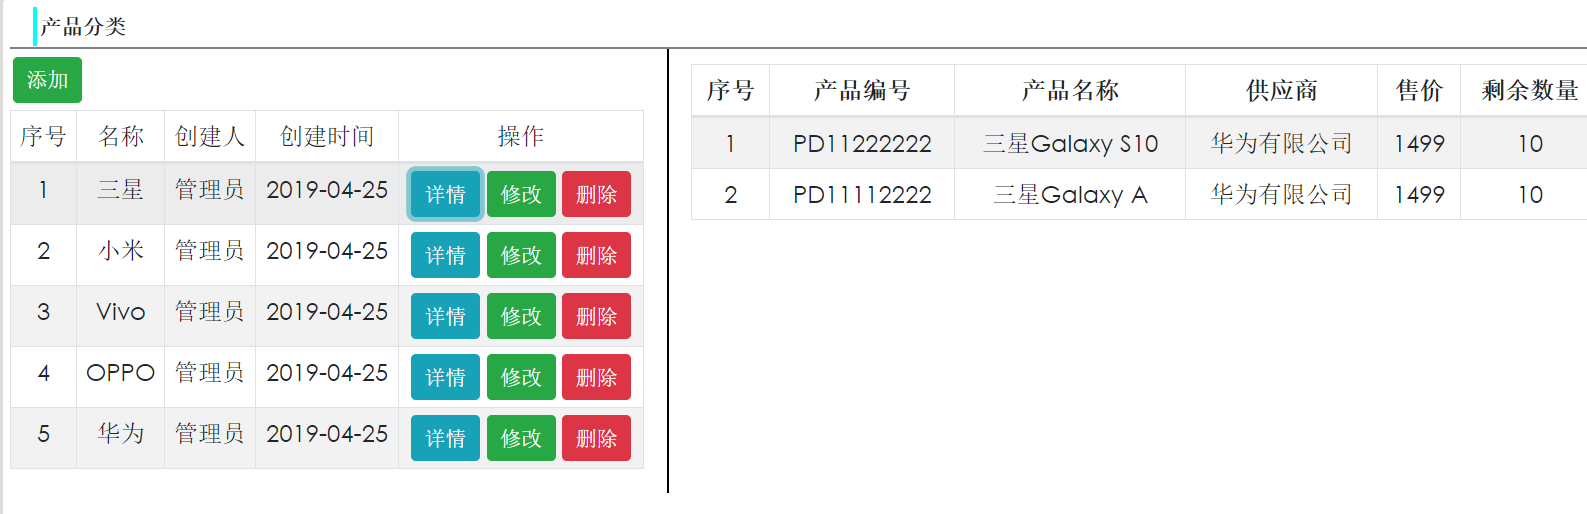 产品分类
添加
序号 名称 创建人 创建时间 操作
1 三星 管理员 2019-04-25 详情 修改 删除
2 小米 管理员 2019-04-25 详情 修改 删除
3 Vivo 管理员 2019-04-25 详情 修改 删除
4 OPPO 管理员 2019-04-25 详情 修改 删除
5 华为 管理员 2019-04-25 详情 修改 删除
序号 产品编号 产品名称 供应商 售价 剩余数量
1 PD11222222 三星Galaxy S10 华为有限公司 1499 10
2 PD11112222 三星Galaxy A 华为有限公司 1499 10